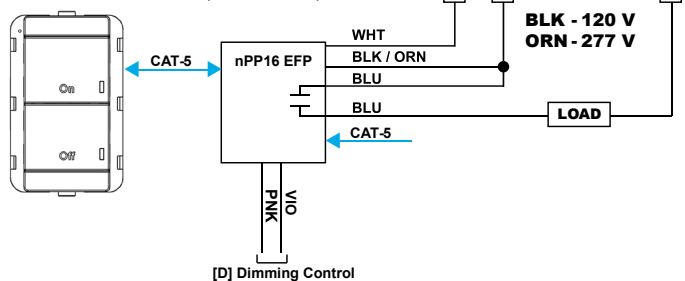 BLK - 120 V
ORN - 277 V
WHT
BLK / ORN
BLU
BLU
nPP16 EFP
CAT-5
On
Off
LOAD
CAT-5
VIO
PNK
[D] Dimming Control